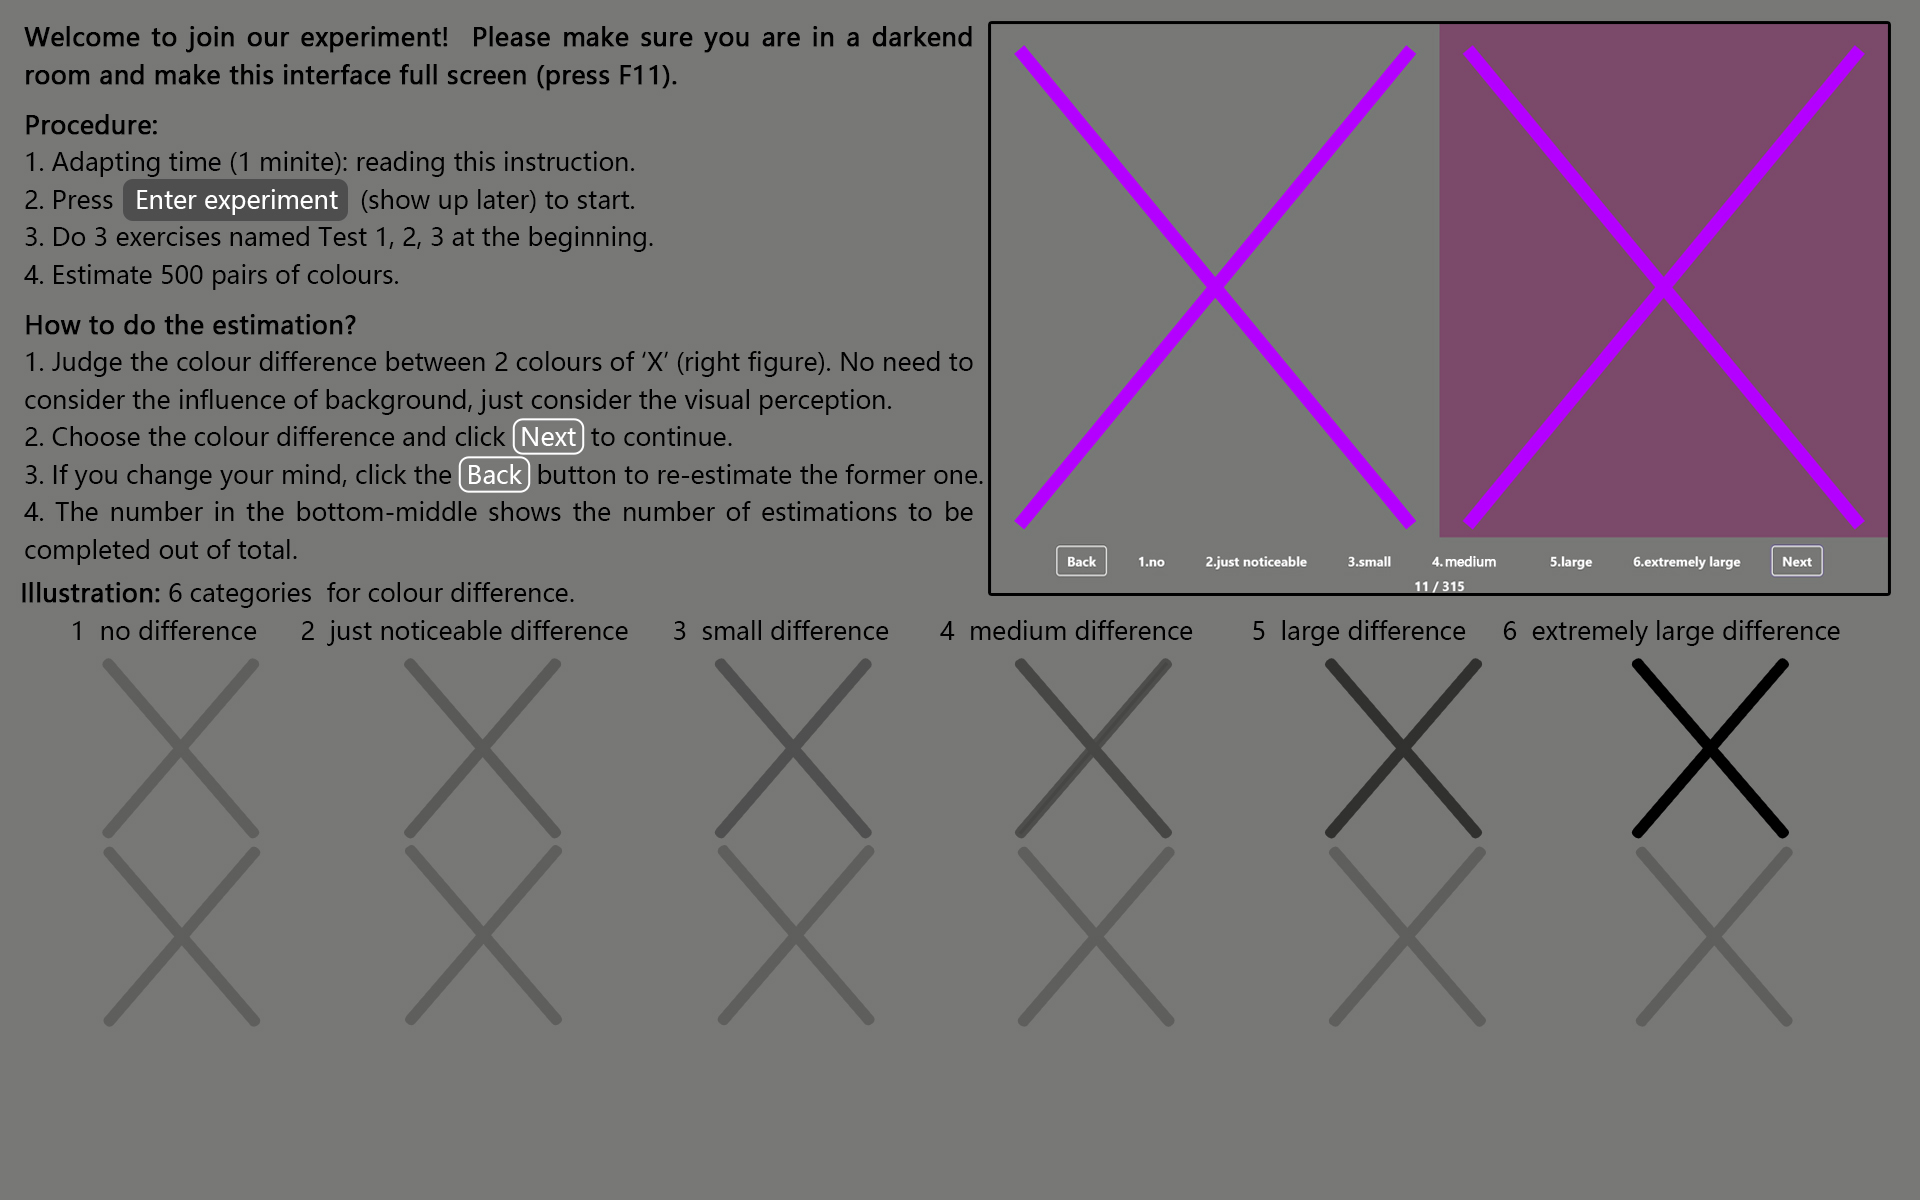 Welcome to join our experiment! Please make sure you are in a darkend
room and make this interface full screen (press F11).
Procedure:
1. Adapting time (1 minite): reading this instruction.
2. Press Enter experiment (show up later) to start.
3. Do 3 exercises named Test 1, 2, 3 at the beginning.
4. Estimate 500 pairs of colours.
How to do the estimation?
1. Judge the colour difference between 2 colours of ‘X’ (right figure). No need to
consider the influence of background, just consider the visual perception.
2. Choose the colour difference and click Next to continue.
3. If you change your mind, click the Back button to re-estimate the former one.
4. The number in the bottom-middle shows the number of estimations to be
completed out of total.
Back 1.no 2.just noticeable 3.small 4.medium 5.large 6.extremely large Next
11 / 315
Illustration: 6 categories for colour difference.
1 no difference 2 just noticeable difference 3 small difference 4 medium difference 5 large difference 6 extremely large difference